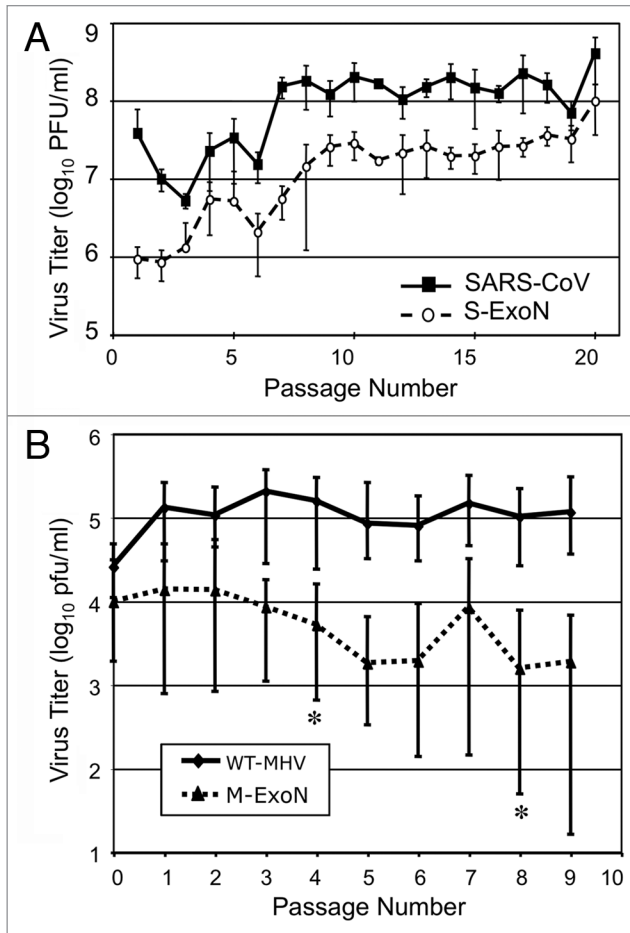 A
9
8
7
6
5
Virus Titer (log10 PFU/ml)
SARS-CoV
S-ExoN
0 5 10 15 20
Passage Number
B
6
5
4
3
2
1
Virus Titer (log10 pfu/ml)
*
*
WT-MHV
M-ExoN
0 1 2 3 4 5 6 7 8 9 10
Passage Number